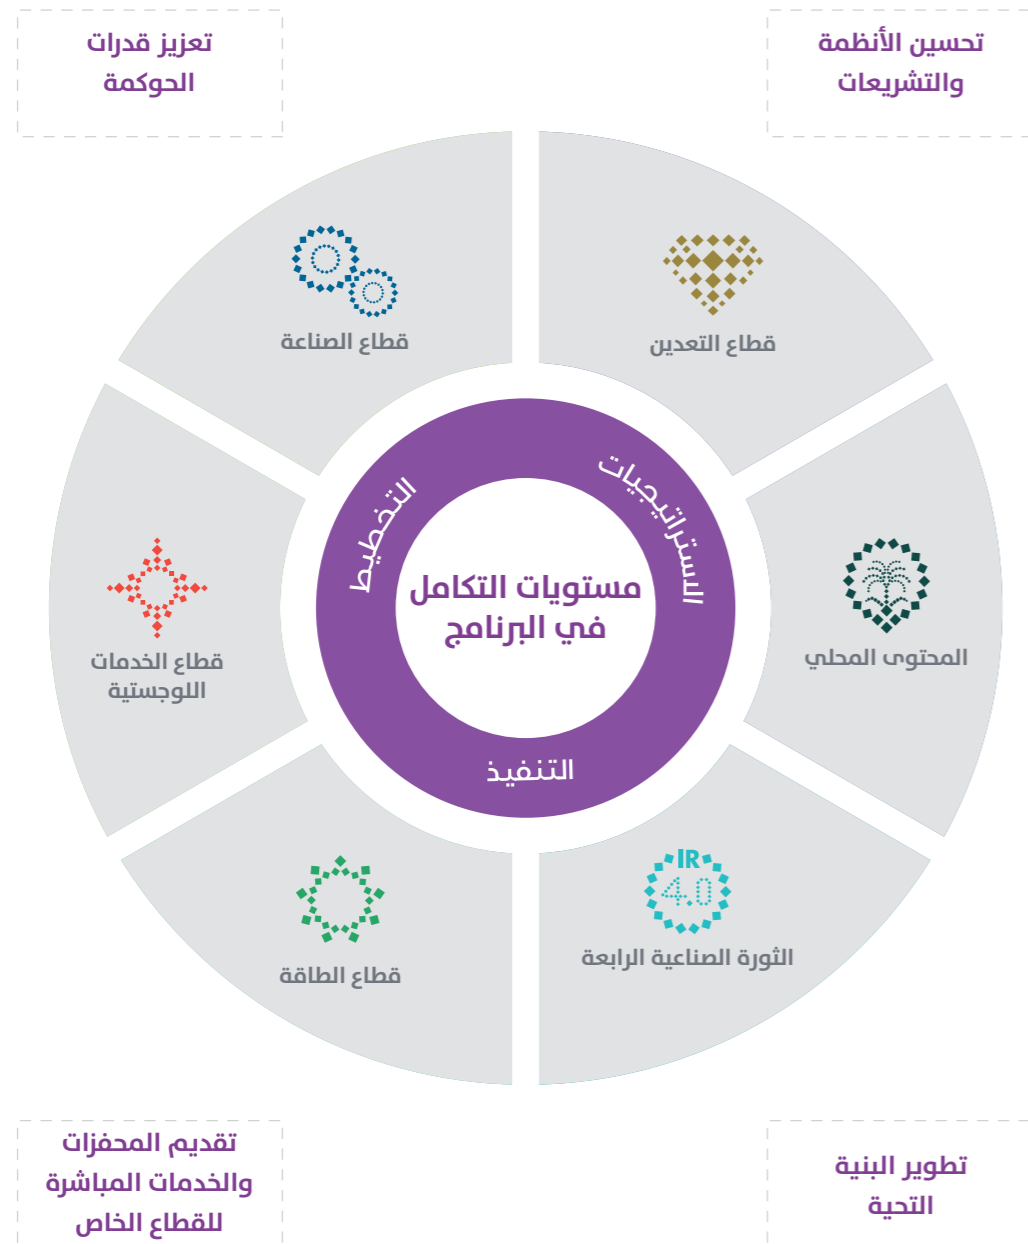 تحسين الأنظمة
والتشريعات
تعزيز قدرات
الحوكمة
قطاع التعدين
قطاع الصناعة
الاستراتيجيات
التخطيط
مستويات التكامل
في البرنامج
المحتوى المحلي
قطاع الخدمات
اللوجستية
التنفيذ
IR
4.0
الثورة الصناعية الرابعة
قطاع الطاقة
تطوير البنية
التحية
تقديم المحفزات
والخدمات المباشرة
للقطاع الخاص